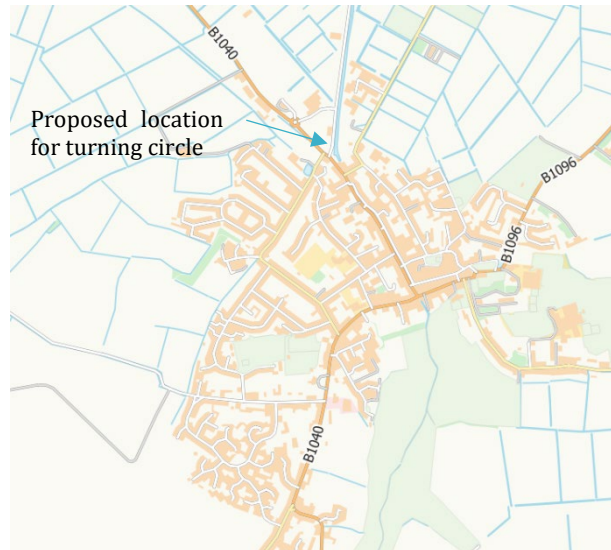 B1040
Proposed location
for turning circle
B1096
B1096
B1040